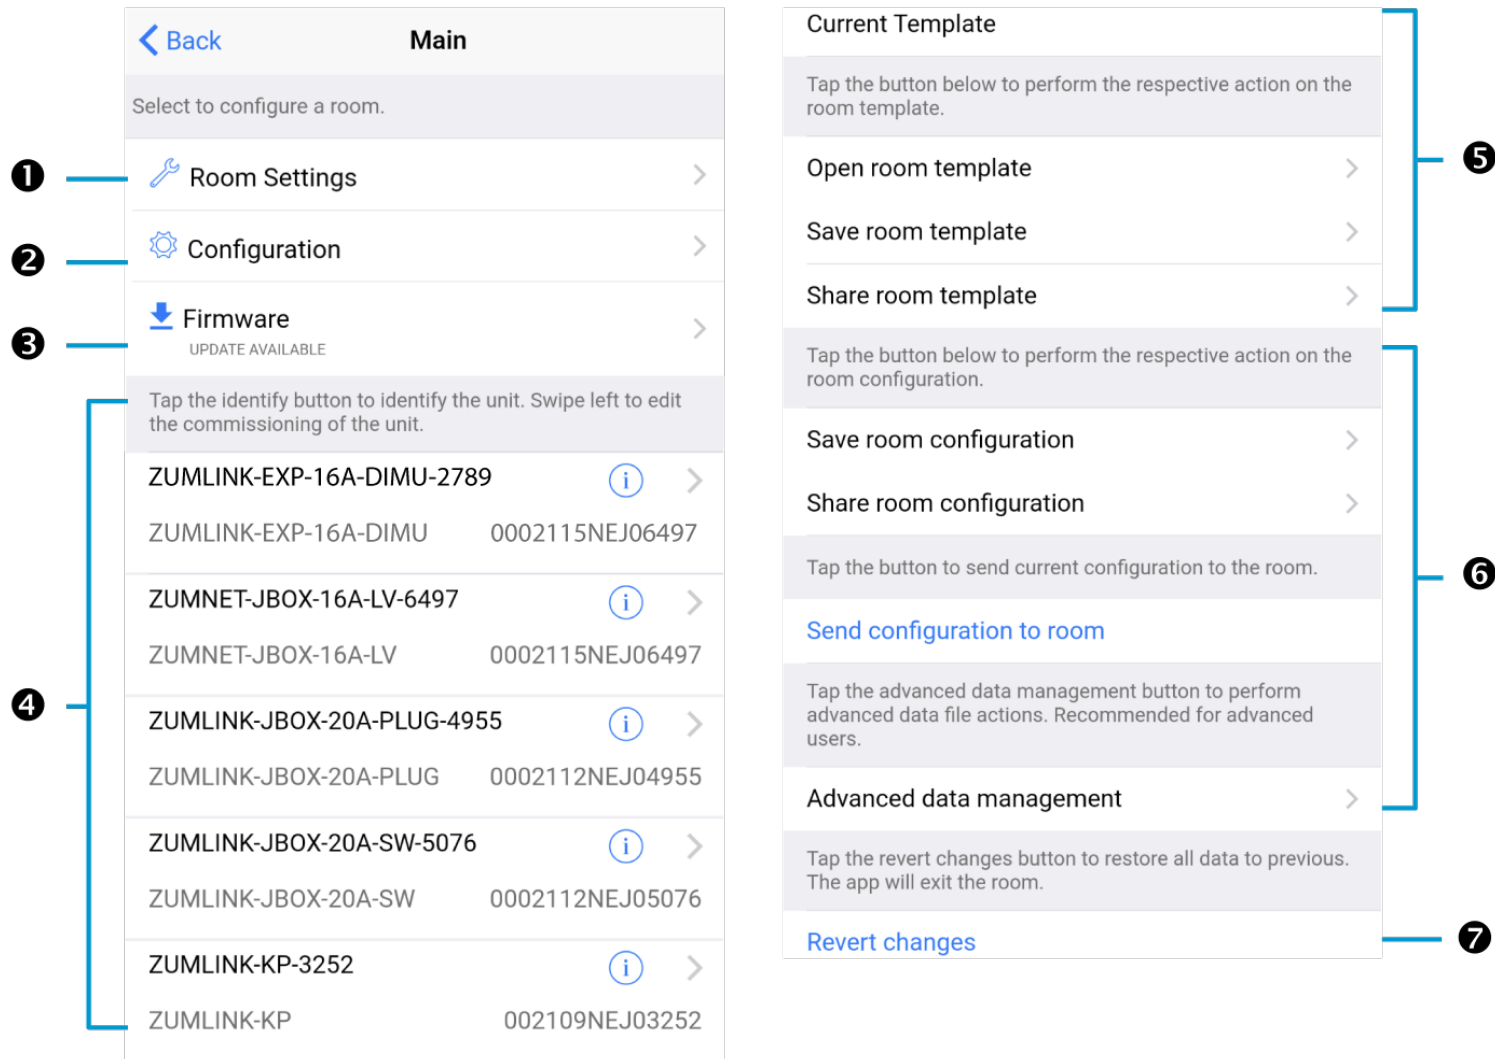 Back
Main
Select to configure a room.
❶
Room Settings
❷
Configuration
❸
Firmware
UPDATE AVAILABLE
Tap the identify button to identify the unit. Swipe left to edit
the commissioning of the unit.
❹
ZUMLINK-EXP-16A-DIMU-2789
ZUMLINK-EXP-16A-DIMU 0002115NEJ06497
ZUMNET-JBOX-16A-LV-6497
ZUMNET-JBOX-16A-LV 0002115NEJ06497
ZUMLINK-JBOX-20A-PLUG-4955
ZUMLINK-JBOX-20A-PLUG 0002112NEJ04955
ZUMLINK-JBOX-20A-SW-5076
ZUMLINK-JBOX-20A-SW 0002112NEJ05076
ZUMLINK-KP-3252
ZUMLINK-KP 002109NEJ03252
Current Template
Tap the button below to perform the respective action on the
room template.
❺
Open room template
Save room template
Share room template
Tap the button below to perform the respective action on the
room configuration.
Save room configuration
Share room configuration
❻
Tap the button to send current configuration to the room.
Send configuration to room
Tap the advanced data management button to perform
advanced data file actions. Recommended for advanced
users.
Advanced data management
Tap the revert changes button to restore all data to previous.
The app will exit the room.
Revert changes
❼